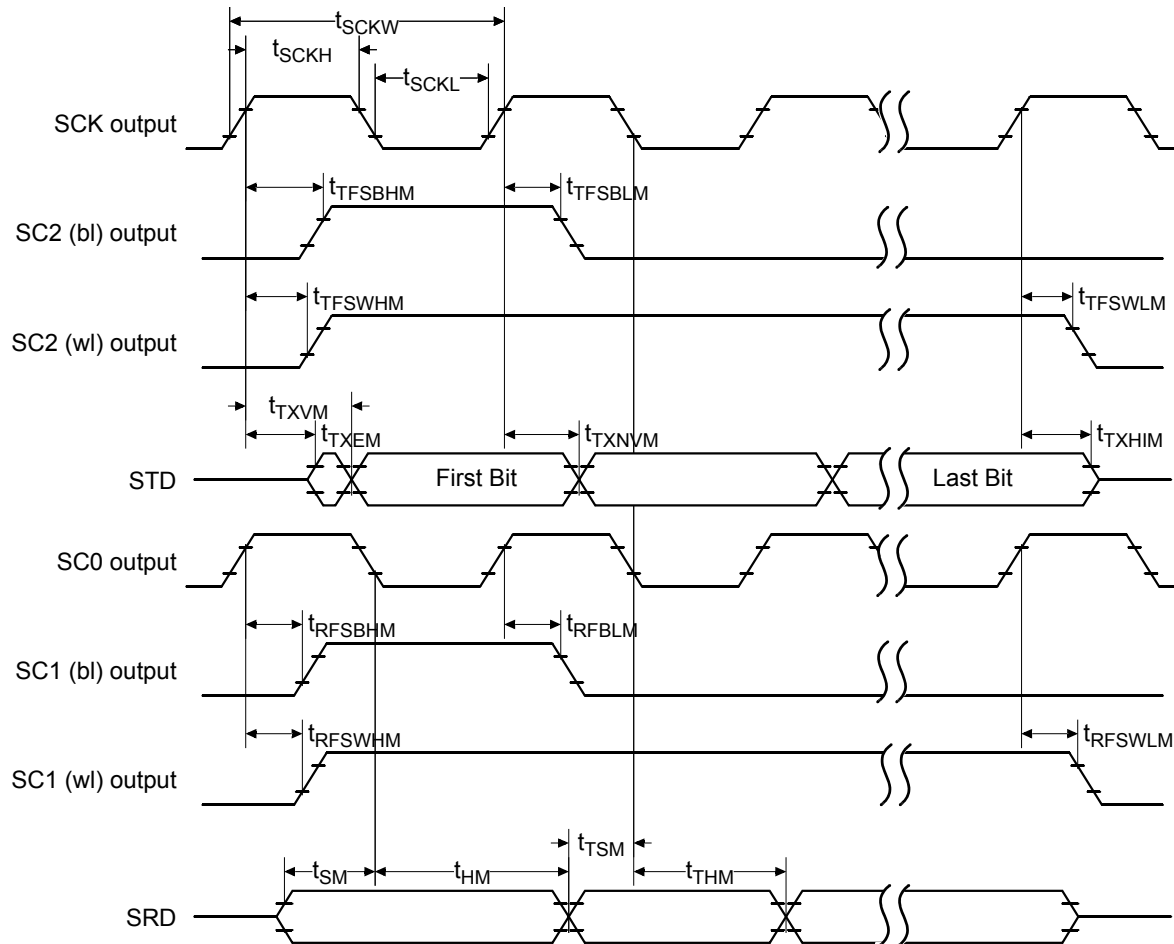 tSCKW
tSCKH
tSCKL
SCK output
tTFSBHM
tTFSBLM
SC2 (bl) output
tTFSWHM
tTFSWLM
SC2 (wl) output
tTXVM
tTXEM
tTXNVM
tTXHIM
STD
First Bit
Last Bit
SC0 output
tRFSBHM
tRFBLM
SC1 (bl) output
tRFSWHM
tRFSWLM
SC1 (wl) output
tTSM
tSM
tHM
tTHM
SRD